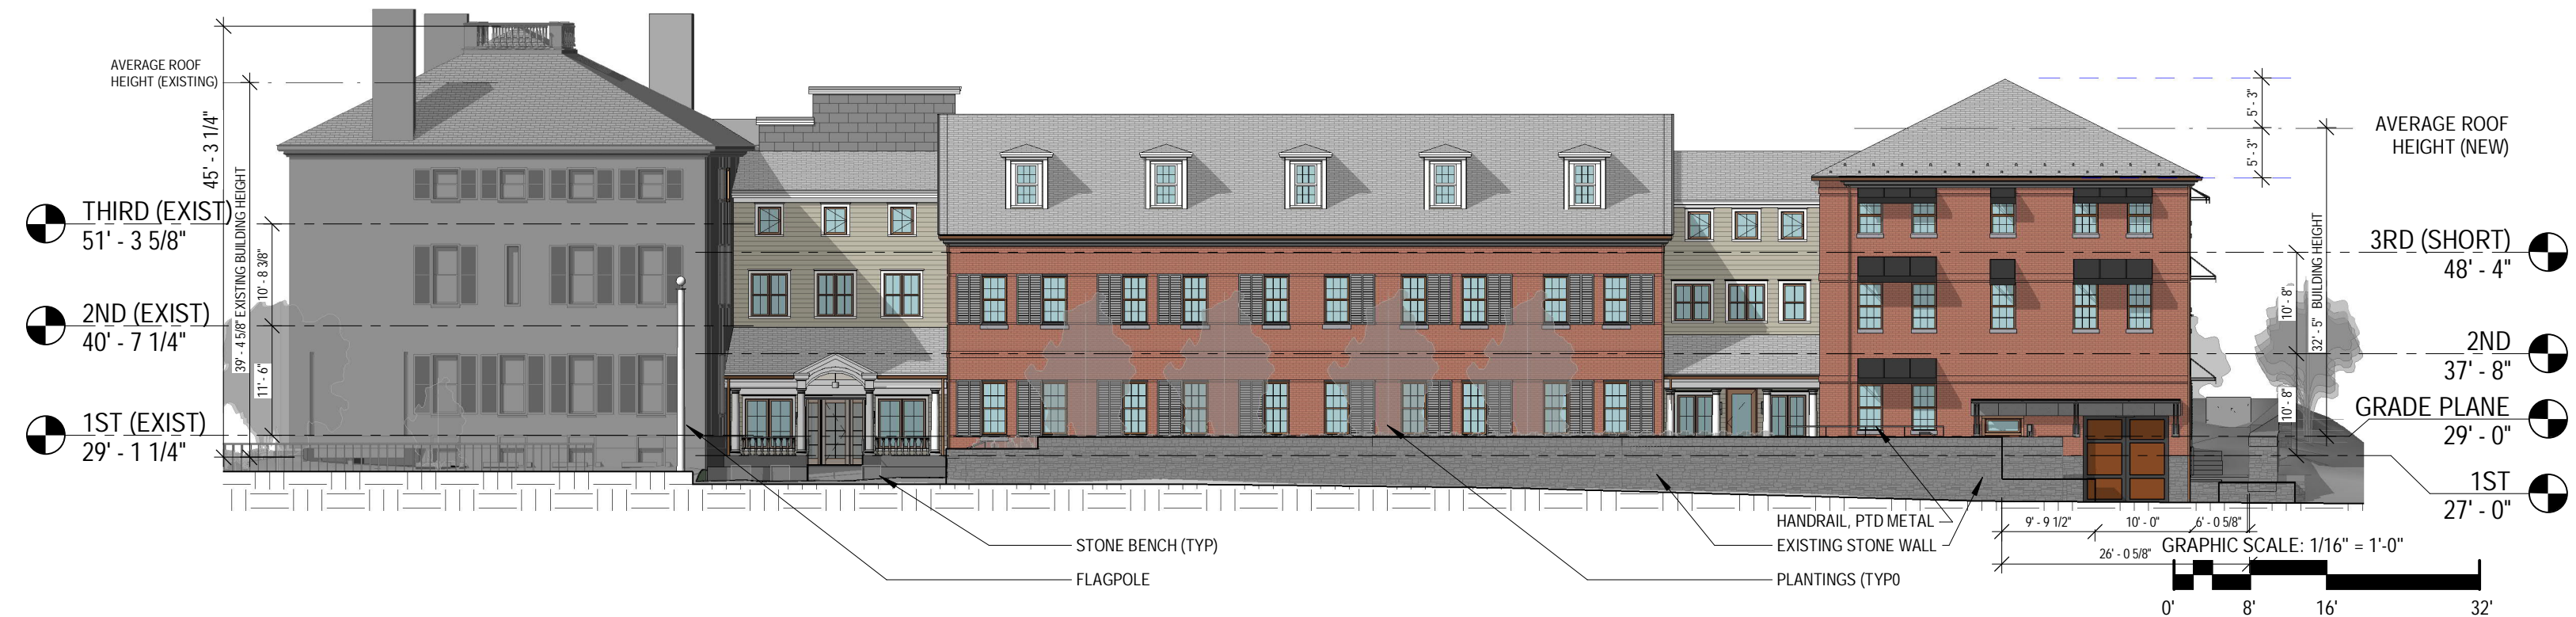 AVERAGE ROOF
HEIGHT (EXISTING)
45' - 3 1/4"
39' - 4 5/8" EXISTING BUILDING HEIGHT
THIRD (EXIST)
51' - 3 5/8"
10' - 8 3/8"
2ND (EXIST)
40' - 7 1/4"
11' - 6"
1ST (EXIST)
29' - 1 1/4"
STONE BENCH (TYP)
FLAGPOLE
HANDRAIL, PTD METAL
EXISTING STONE WALL
PLANTINGS (TYP0
5' - 3"
5' - 3"
AVERAGE ROOF
HEIGHT (NEW)
32' - 5" BUILDING HEIGHT
3RD (SHORT)
48' - 4"
10' - 8"
2ND
37' - 8"
10' - 8"
GRADE PLANE
29' - 0"
1ST
27' - 0"
9' - 9 1/2"
10' - 0"
6' - 0 5/8"
26' - 0 5/8"
GRAPHIC SCALE: 1/16" = 1'-0"
0' 8' 16' 32'